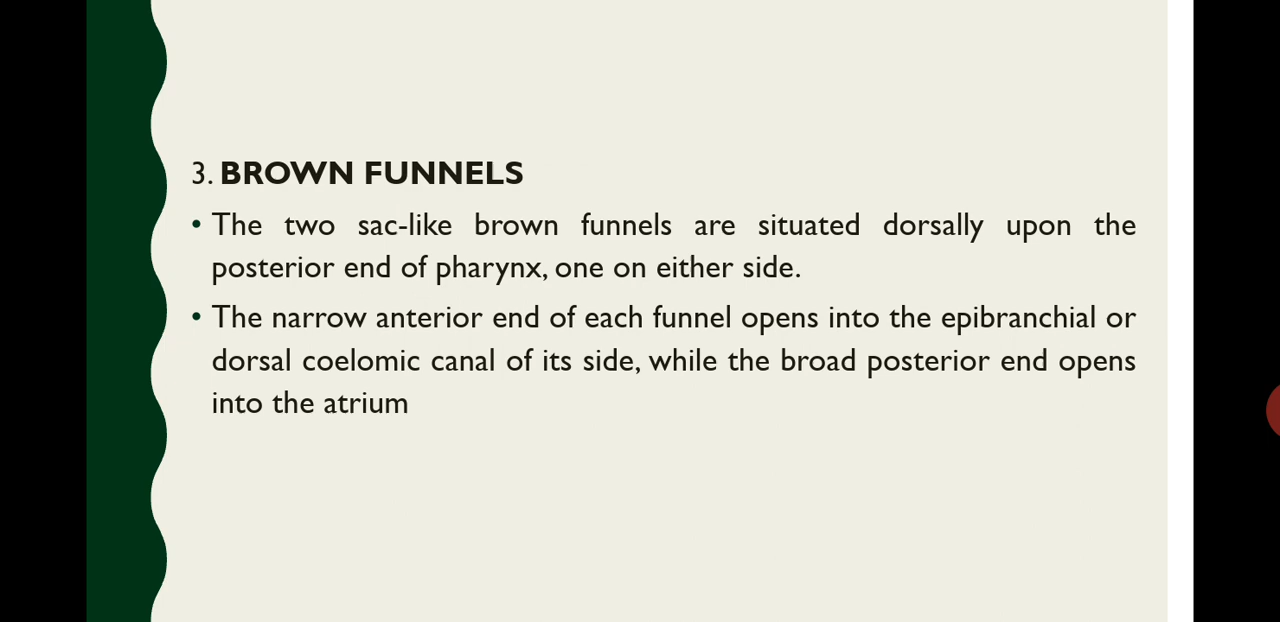 3. BROWN FUNNELS
• The two sac-like brown funnels are situated dorsally upon the
posterior end of pharynx, one on either side.
• The narrow anterior end of each funnel opens into the epibranchial or
dorsal coelomic canal of its side, while the broad posterior end opens
into the atrium